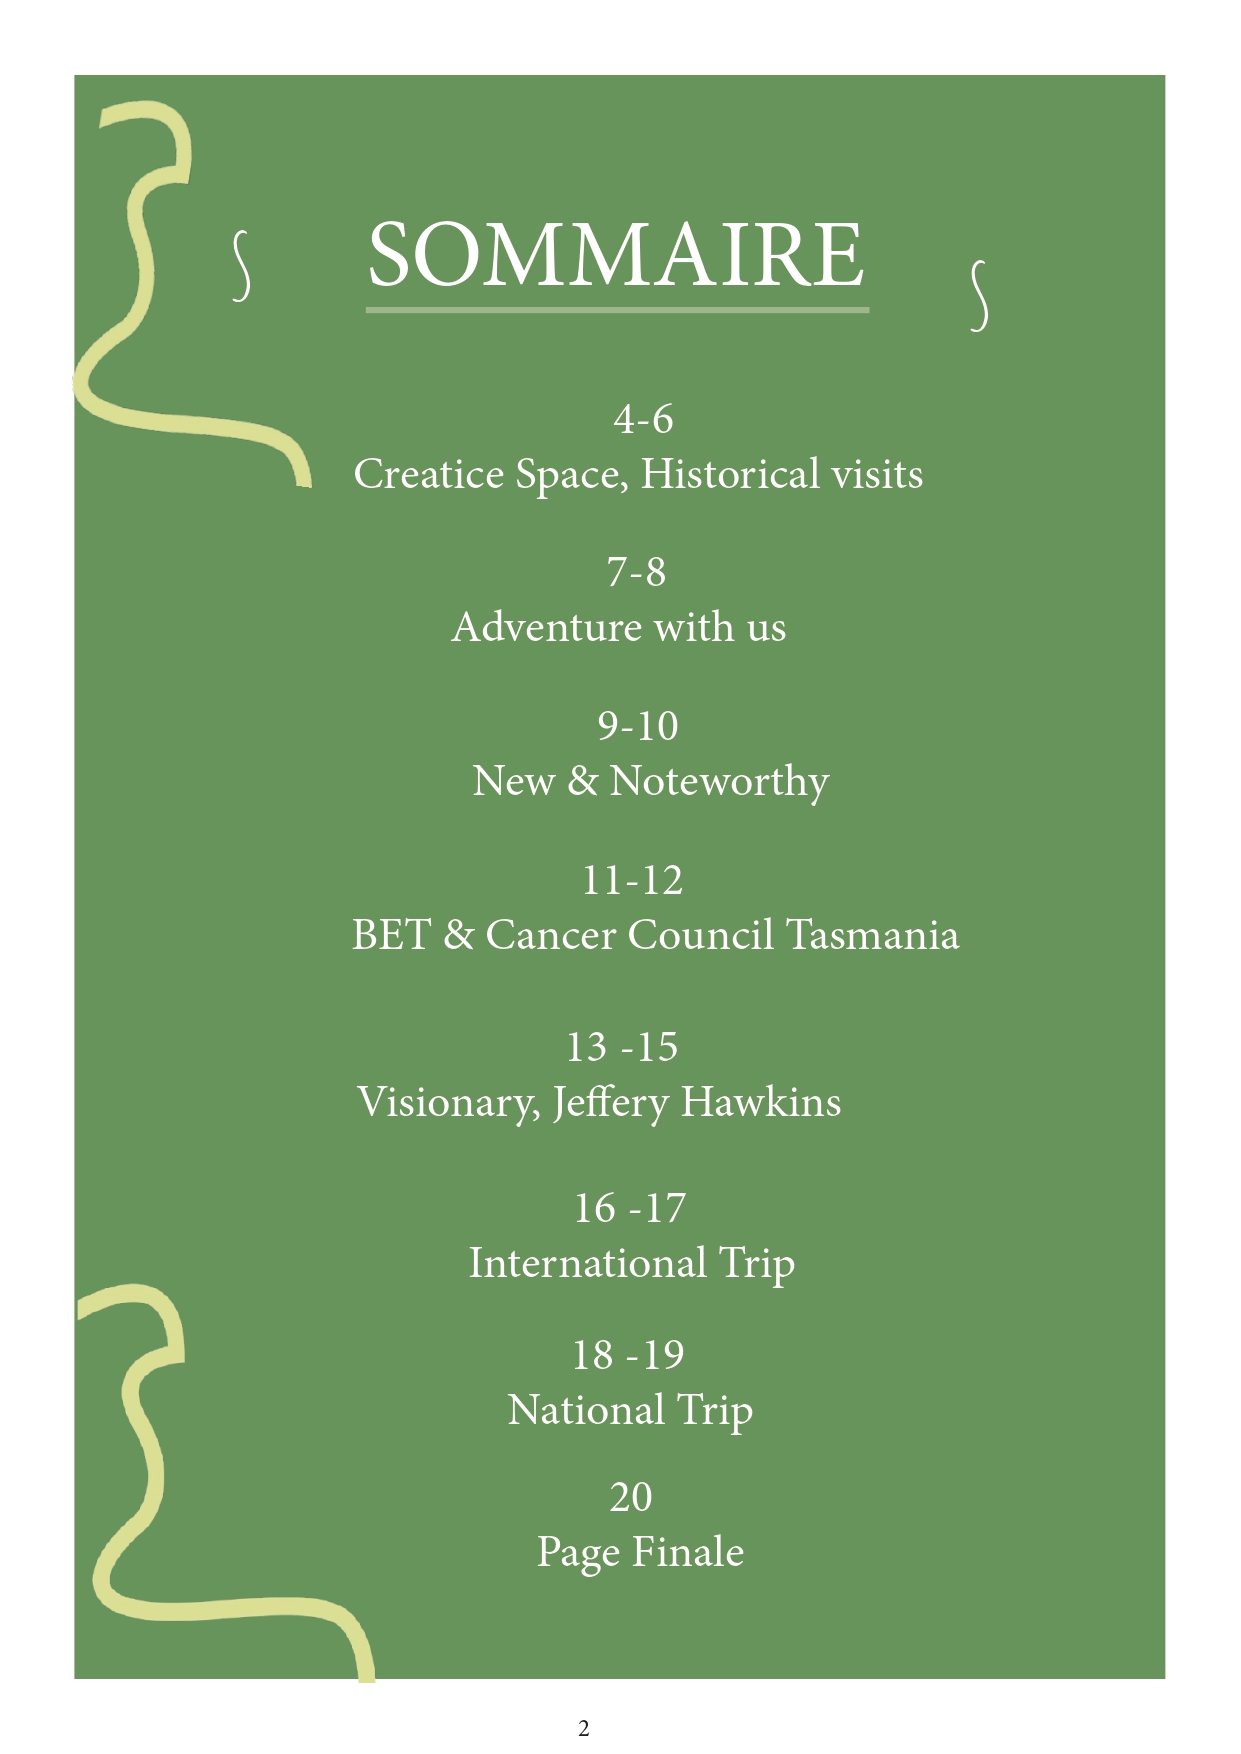 SOMMAIRE
4-6
Creatice Space, Historical visits
7-8
Adventure with us
9-10
New & Noteworthy
11-12
BET & Cancer Council Tasmania
13 -15
Visionary, Jeffery Hawkins
16 -17
International Trip
18 -19
National Trip
20
Page Finale
2